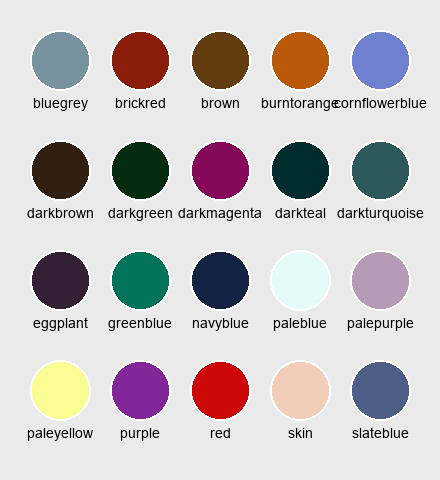 bluegrey brickred brown burntorange cornflowerblue
darkbrown darkgreen darkmagenta darkteal darkturquoise
eggplant greenblue navyblue paleblue palepurple
paleyellow purple red skin slateblue